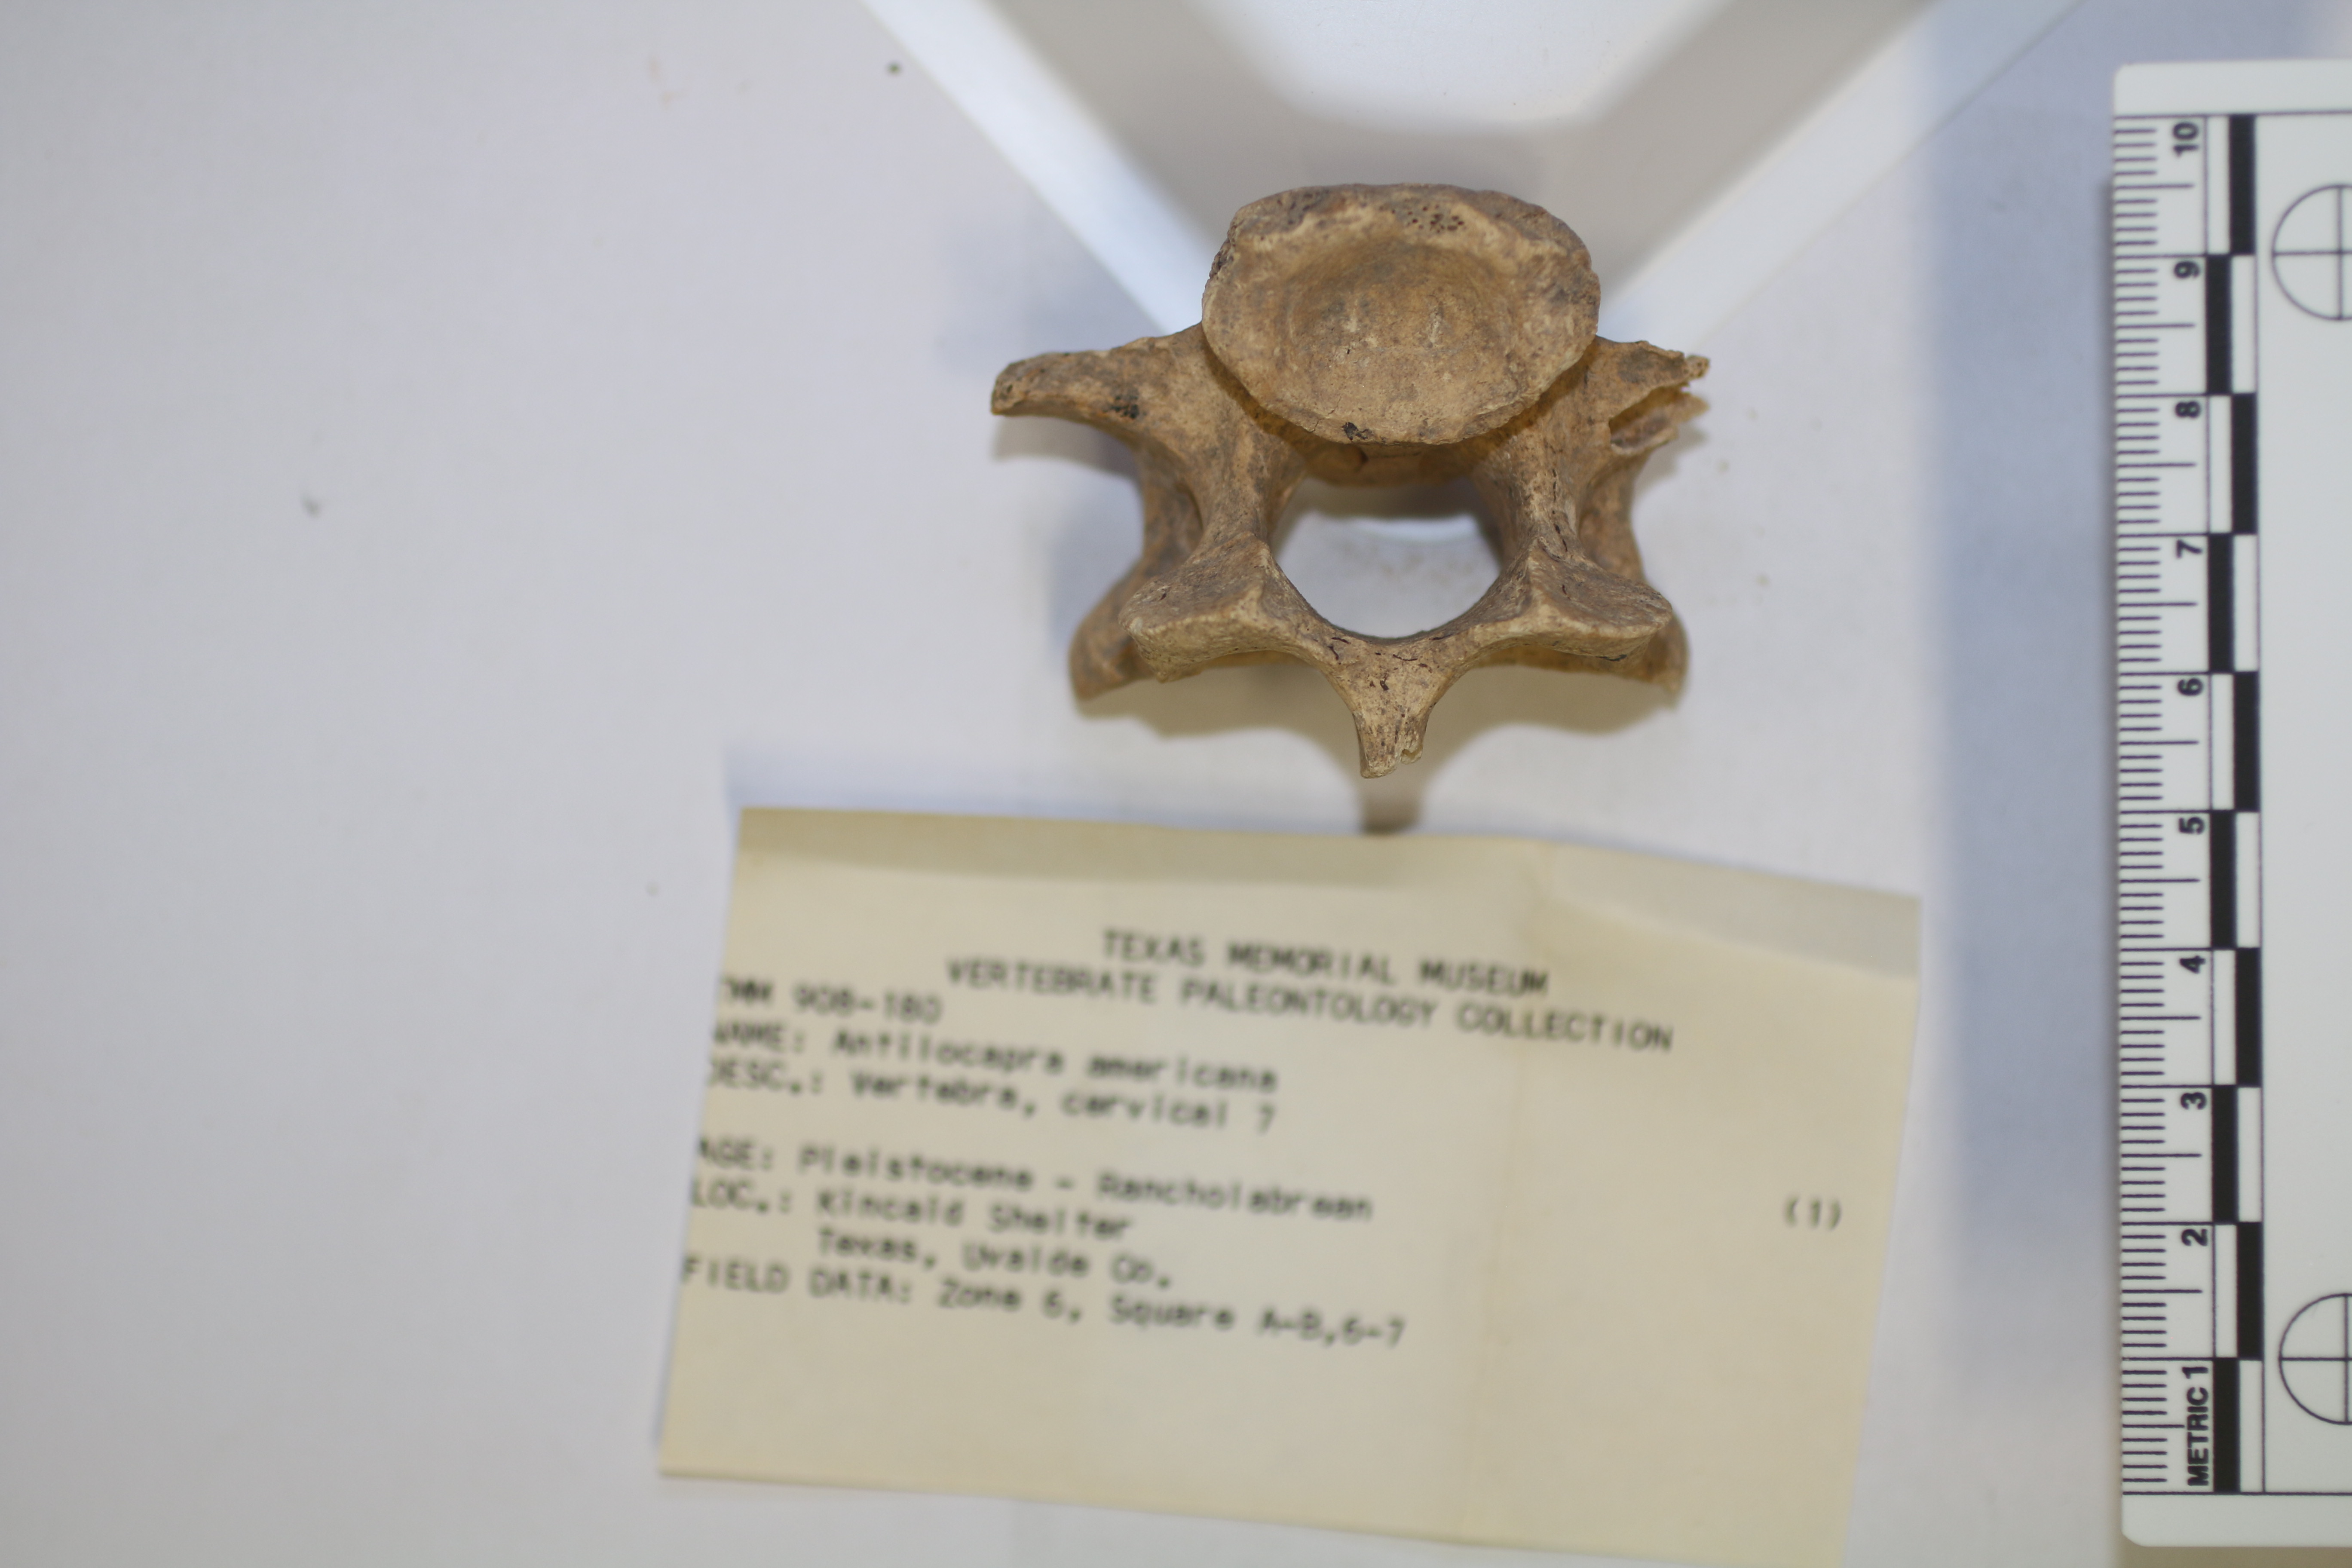 TEXAS MEMORIAL MUSEUM
VERTEBRATE PALEONTOLOGY COLLECTION
TMM 908-180
NAME: Antilocapra americana
DESC.: Vertebra, cervical 7
AGE: Pleistocene - Rancholabrean
(1)
LOC.: Kincaid Shelter
Texas, Uvalde Co.
FIELD DATA: Zone 6, Square A-B,6-7
10
9
8
7
6
5
4
3
2
METRIC 1